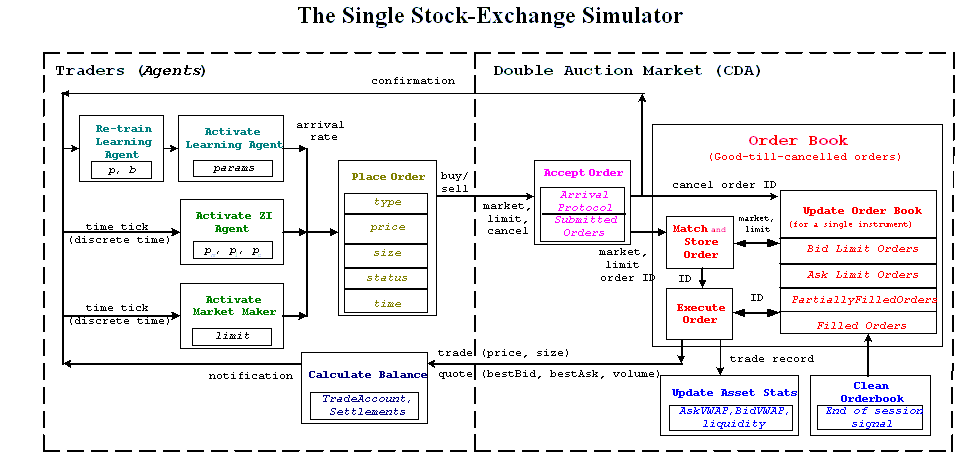 The Single Stock-Exchange Simulator
Traders (Agents)
Double Auction Market (CDA)
confirmation
Re-train
Learning
Agent
p, b
Activate
Learning Agent
params
arrival
rate
time tick
(discrete time)
Activate ZI
Agent
p, p, p
time tick
(discrete time)
Activate
Market Maker
limit
Place Order
type
price
size
status
time
buy/
sell
market,
limit,
cancel
Accept Order
Arrival
Protocol
Submitted
Orders
market,
limit
order ID
Order Book
(Good-till-cancelled orders)
cancel order ID
Match and
Store
Order
market,
limit
ID
Execute
Order
ID
Update Order Book
(for a single instrument)
Bid Limit Orders
Ask Limit Orders
PartiallyFilledOrders
Filled Orders
notification
Calculate Balance
TradeAccount,
Settlements
trade (price, size)
quote (bestBid, bestAsk, volume)
trade record
Update Asset Stats
AskVWAP,BidVWAP,
liquidity
Clean
Orderbook
End of session
signal